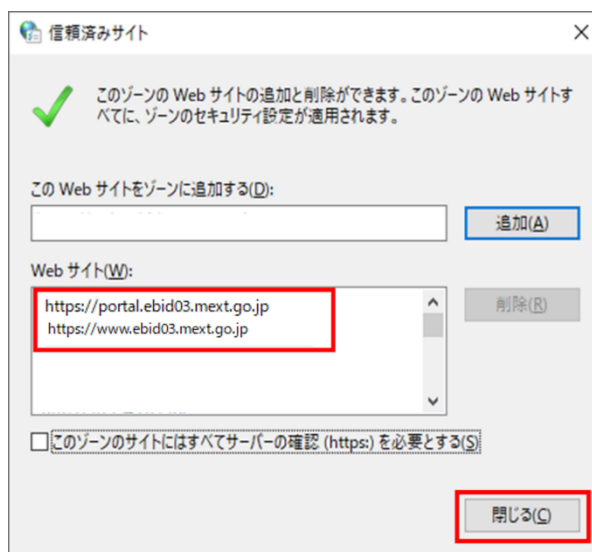 信頼済みサイト
このゾーンの Web サイトの追加と削除ができます。このゾーンの Web サイトす
べてに、ゾーンのセキュリティ設定が適用されます。
この Web サイトをゾーンに追加する(D):
追加(A)
Web サイト(W):
https://portal.ebid03.mext.go.jp
https://www.ebid03.mext.go.jp
削除(R)
このゾーンのサイトにはすべてサーバーの確認 (https:) を必要とする(S)
閉じる(C)